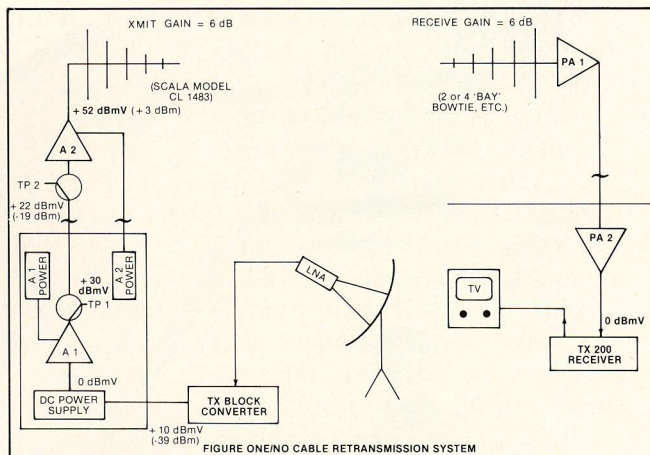 XMIT GAIN = 6 dB
RECEIVE GAIN = 6 dB
PA 1
(SCALA MODEL
CL 1483)
(2 or 4 'BAY'
BOWTIE, ETC.)
+52 dBmV (+3 dBm)
A 2
TP 2
+22 dBmV
(-19 dBm)
A 1
POWER
A 2
POWER
+30
dBmV
TP 1
A 1
0 dBmV
DC POWER
SUPPLY
+10 dBmV
(-39 dBm)
TX BLOCK
CONVERTER
LNA
PA 2
TV
0 dBmV
TX 200
RECEIVER
FIGURE ONE/NO CABLE RETRANSMISSION SYSTEM